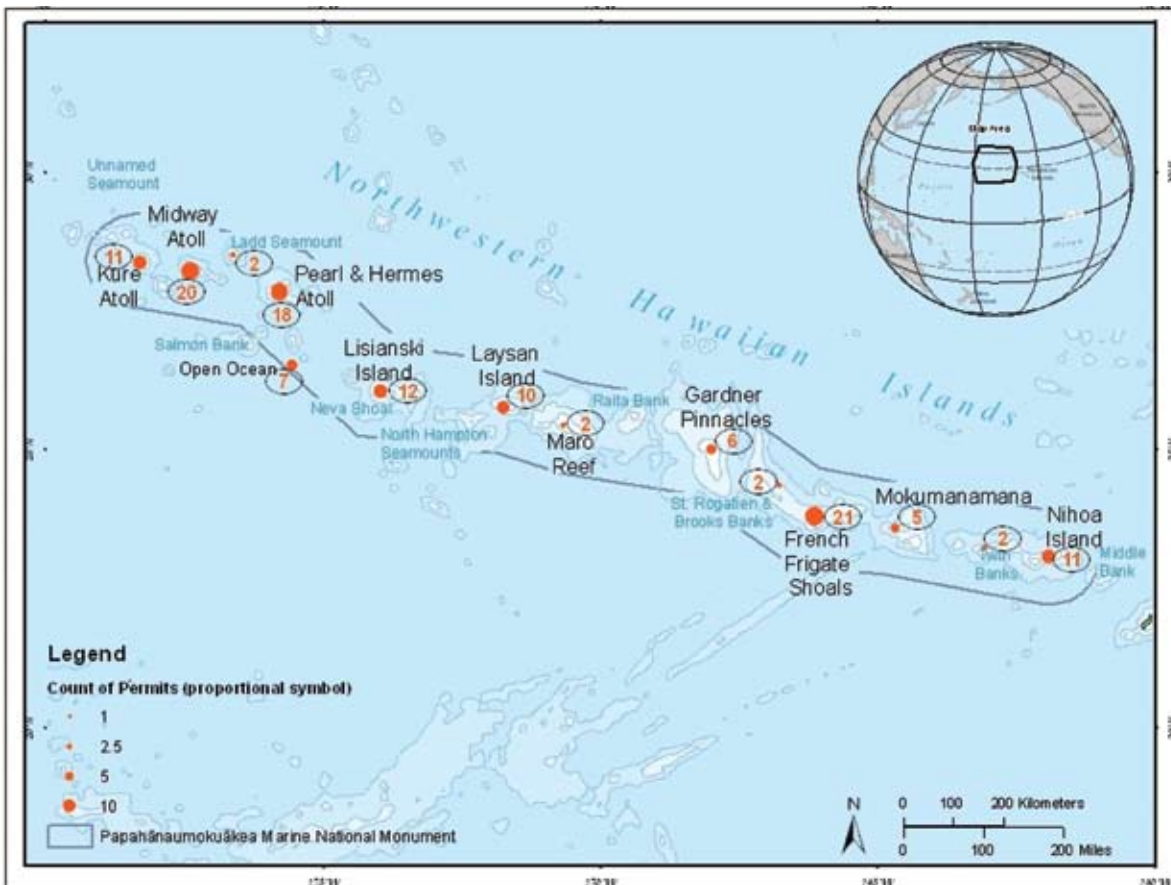 Unnamed
Seamount
Midway
Atoll
Ladd Seamount
11
Kure
Atoll
20
2
Pearl & Hermes
Atoll
18
Salmon Bank
Open Ocean
7
Lisianski
Island
12
Neva Shoal
Laysan
Island
10
North Hampton
Seamounts
2
Maro
Reef
Raita Bank
Gardner
Pinnacles
6
2
St. Rogatien &
Brooks Banks
21
French
Frigate
Shoals
Mokumanamana
5
2
Banks
Nihoa
Island
11
Middle
Bank
Northwestern Hawaiian Islands
Map Area
Legend
Count of Permits (proportional symbol)
1
2.5
5
10
Papahānaumokuākea Marine National Monument
N
0 100 200 Kilometers
0 100 200 Miles